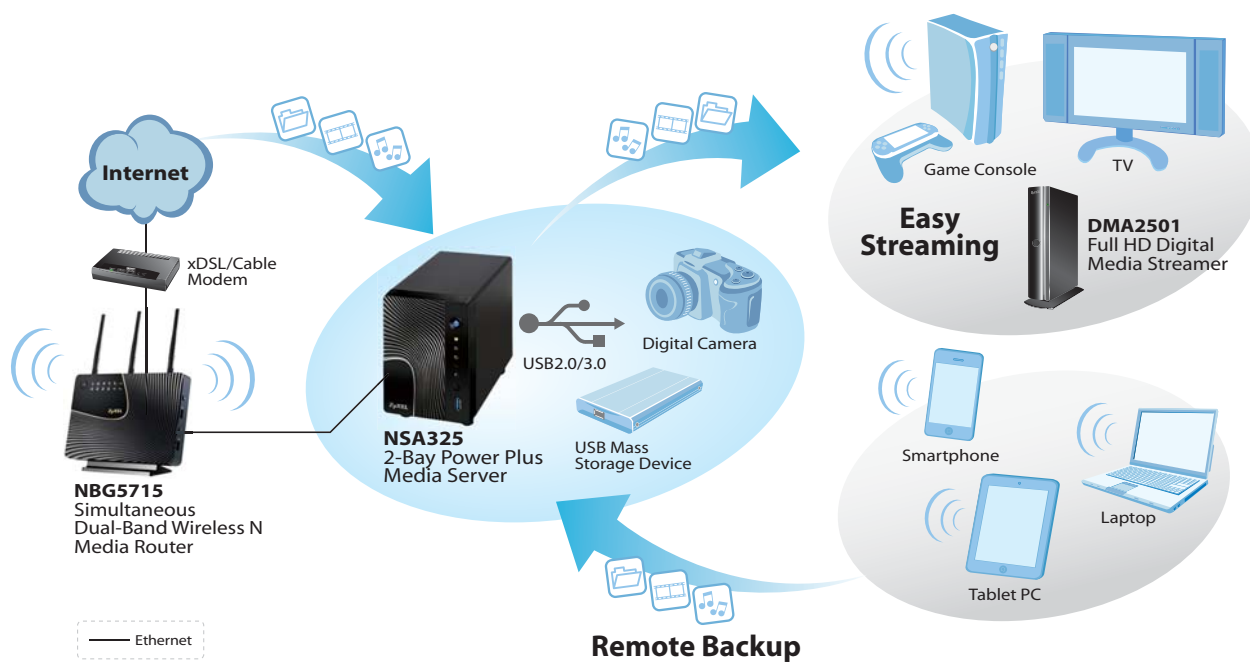 Internet
xDSL/Cable
Modem
ZyXEL
NBG5715
Simultaneous
Dual-Band Wireless N
Media Router
Ethernet
ZyXEL
NSA325
2-Bay Power Plus
Media Server
USB2.0/3.0
Digital Camera
USB Mass
Storage Device
Game Console
TV
Easy
Streaming
DMA2501
Full HD Digital
Media Streamer
Smartphone
Laptop
Tablet PC
Remote Backup